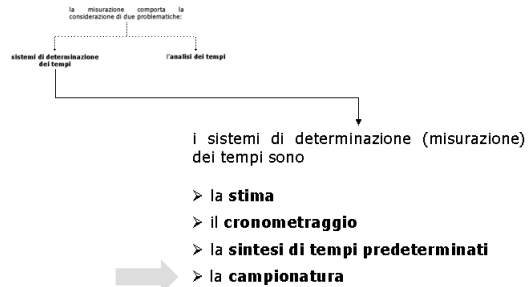 la misurazione comporta la
considerazione di due problematiche:
sistemi di determinazione
dei tempi
l'analisi dei tempi
i sistemi di determinazione (misurazione)
dei tempi sono
➢ la stima
➢ il cronometraggio
➢ la sintesi di tempi predeterminati
➢ la campionatura